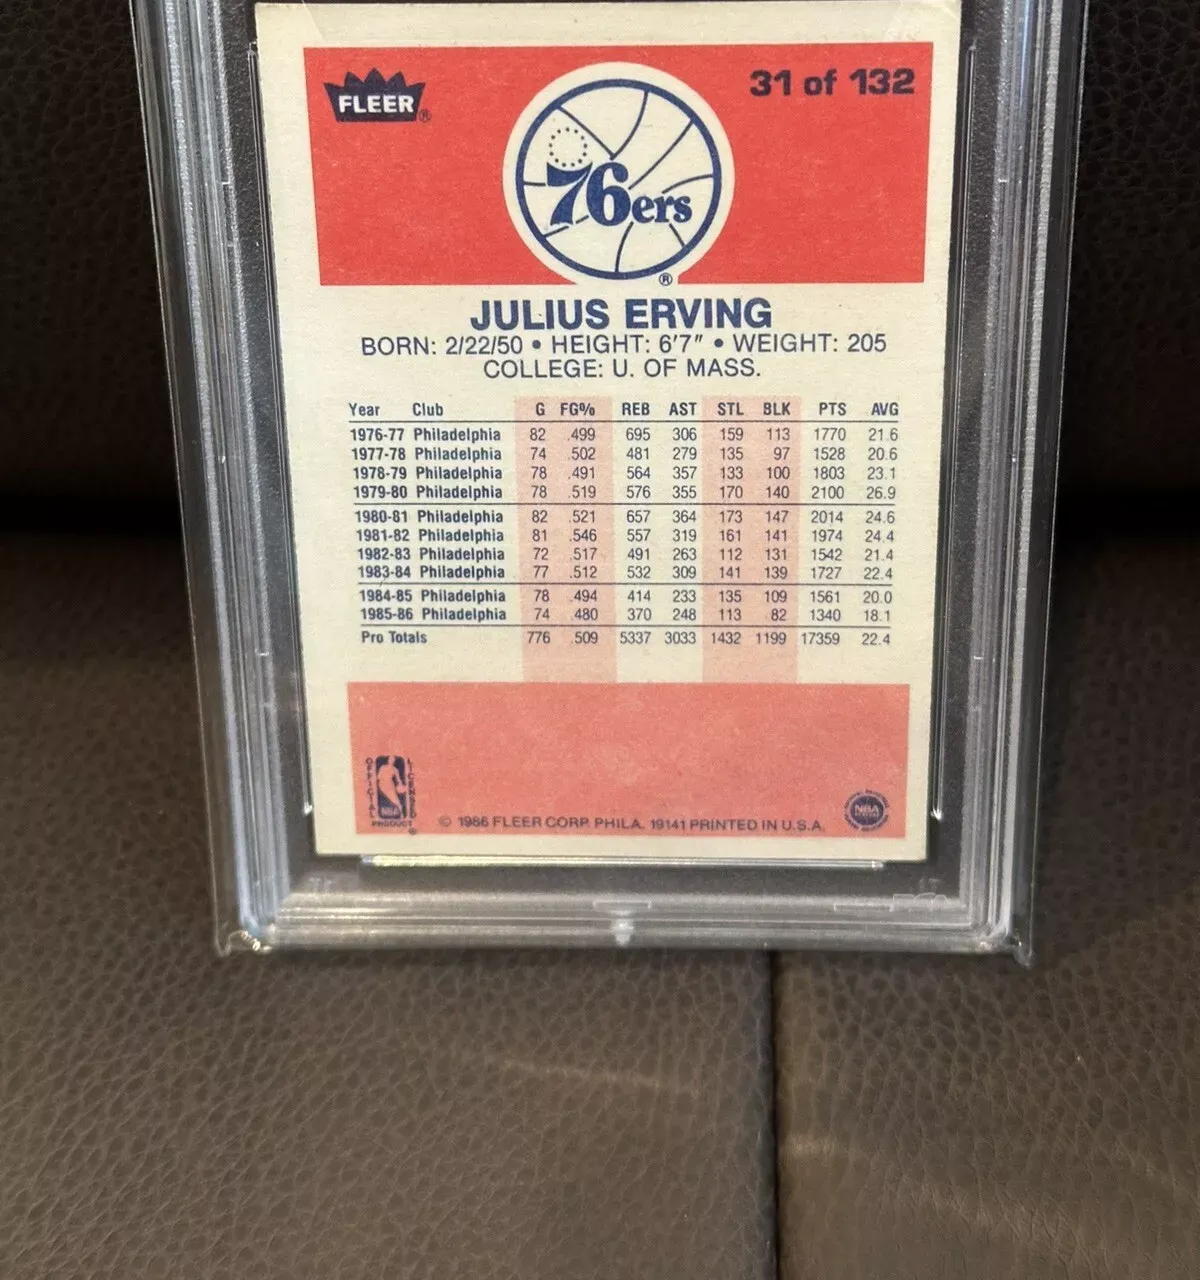 FLEER®
31 of 132
76ers
®
JULIUS ERVING
BORN: 2/22/50 • HEIGHT: 6'7" • WEIGHT: 205
COLLEGE: U. OF MASS.
Year Club G FG% REB AST STL BLK PTS AVG
1976-77 Philadelphia 82 .499 695 306 159 113 1770 21.6
1977-78 Philadelphia 74 .502 481 279 135 97 1528 20.6
1978-79 Philadelphia 78 .491 564 357 133 100 1803 23.1
1979-80 Philadelphia 78 .519 576 355 170 140 2100 26.9
1980-81 Philadelphia 82 .521 657 364 173 147 2014 24.6
1981-82 Philadelphia 81 .546 557 319 161 141 1974 24.4
1982-83 Philadelphia 72 .517 491 263 112 131 1542 21.4
1983-84 Philadelphia 77 .512 532 309 141 139 1727 22.4
1984-85 Philadelphia 78 .494 414 233 135 109 1561 20.0
1985-86 Philadelphia 74 .480 370 248 113 82 1340 18.1
Pro Totals 776 .509 5337 3033 1432 1199 17359 22.4
OFFICIAL
NBA
LICENSED
PRODUCT
®
© 1986 FLEER CORP. PHILA. 19141 PRINTED IN U.S.A.
NBA